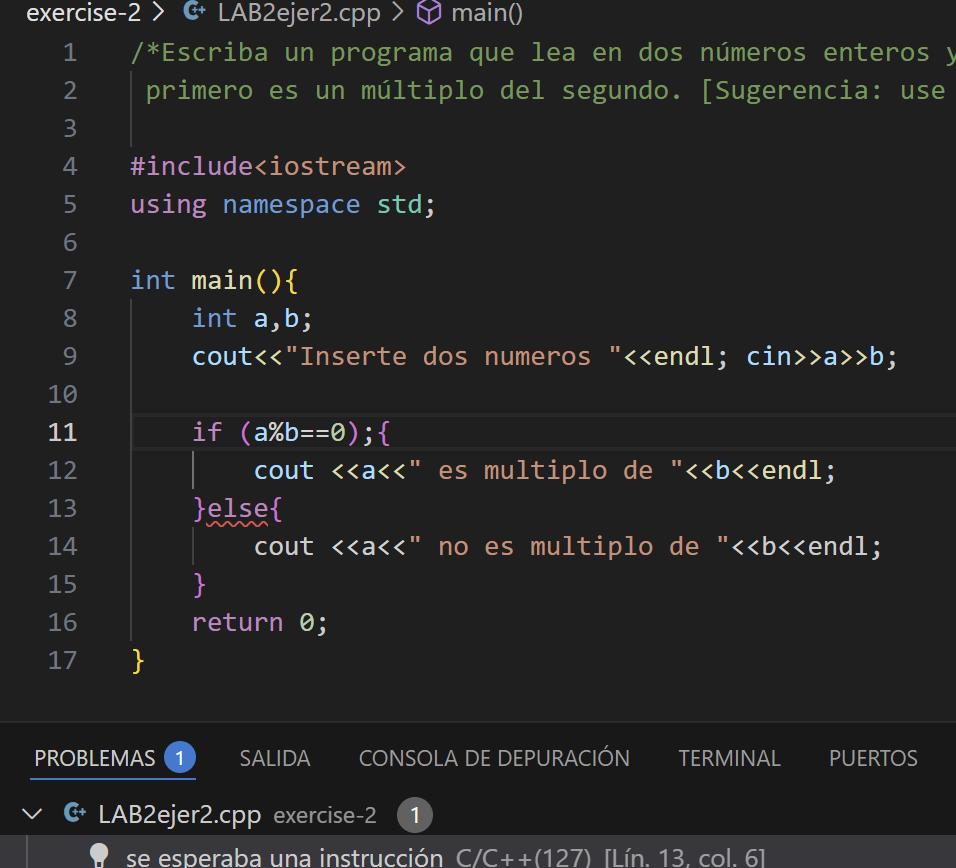 exercise-2 > LAB2ejer2.cpp > main()
1 /*Escriba un programa que lea en dos números enteros y
2 primero es un múltiplo del segundo. [Sugerencia: use
3
4 #include<iostream>
5 using namespace std;
6
7 int main(){
8 int a,b;
9 cout<<"Inserte dos numeros "<<endl; cin>>a>>b;
10
11 if (a%b==0);{
12 cout <<a<<" es multiplo de "<<b<<endl;
13 }else{
14 cout <<a<<" no es multiplo de "<<b<<endl;
15 }
16 return 0;
17 }
PROBLEMAS 1 SALIDA CONSOLA DE DEPURACIÓN TERMINAL PUERTOS
LAB2ejer2.cpp exercise-2 1
se esperaba una instrucción C/C++(127) [Lín. 13, col. 6]